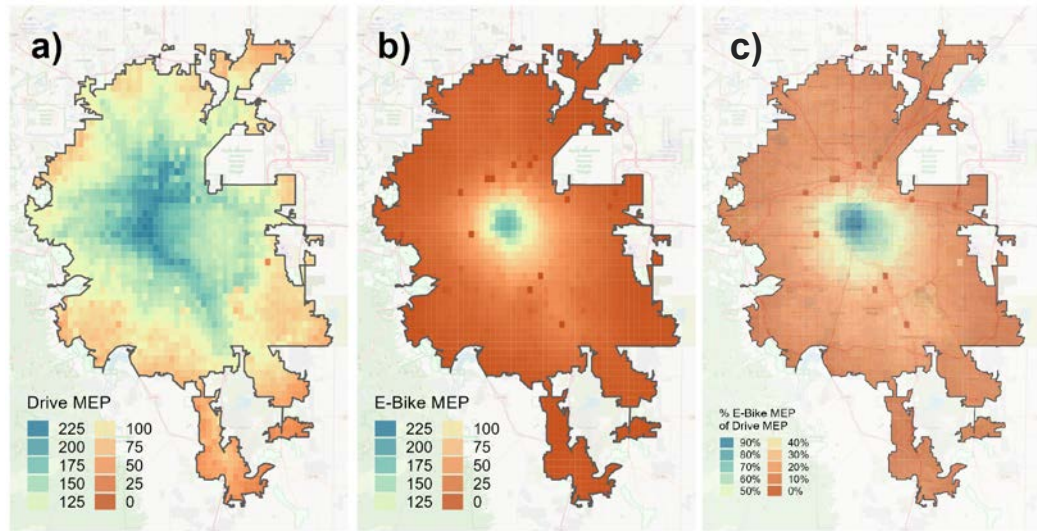 a)
b)
c)
Drive MEP
225 100
200 75
175 50
150 25
125 0
E-Bike MEP
225 100
200 75
175 50
150 25
125 0
% E-Bike MEP
of Drive MEP
90% 40%
80% 30%
70% 20%
60% 10%
50% 0%